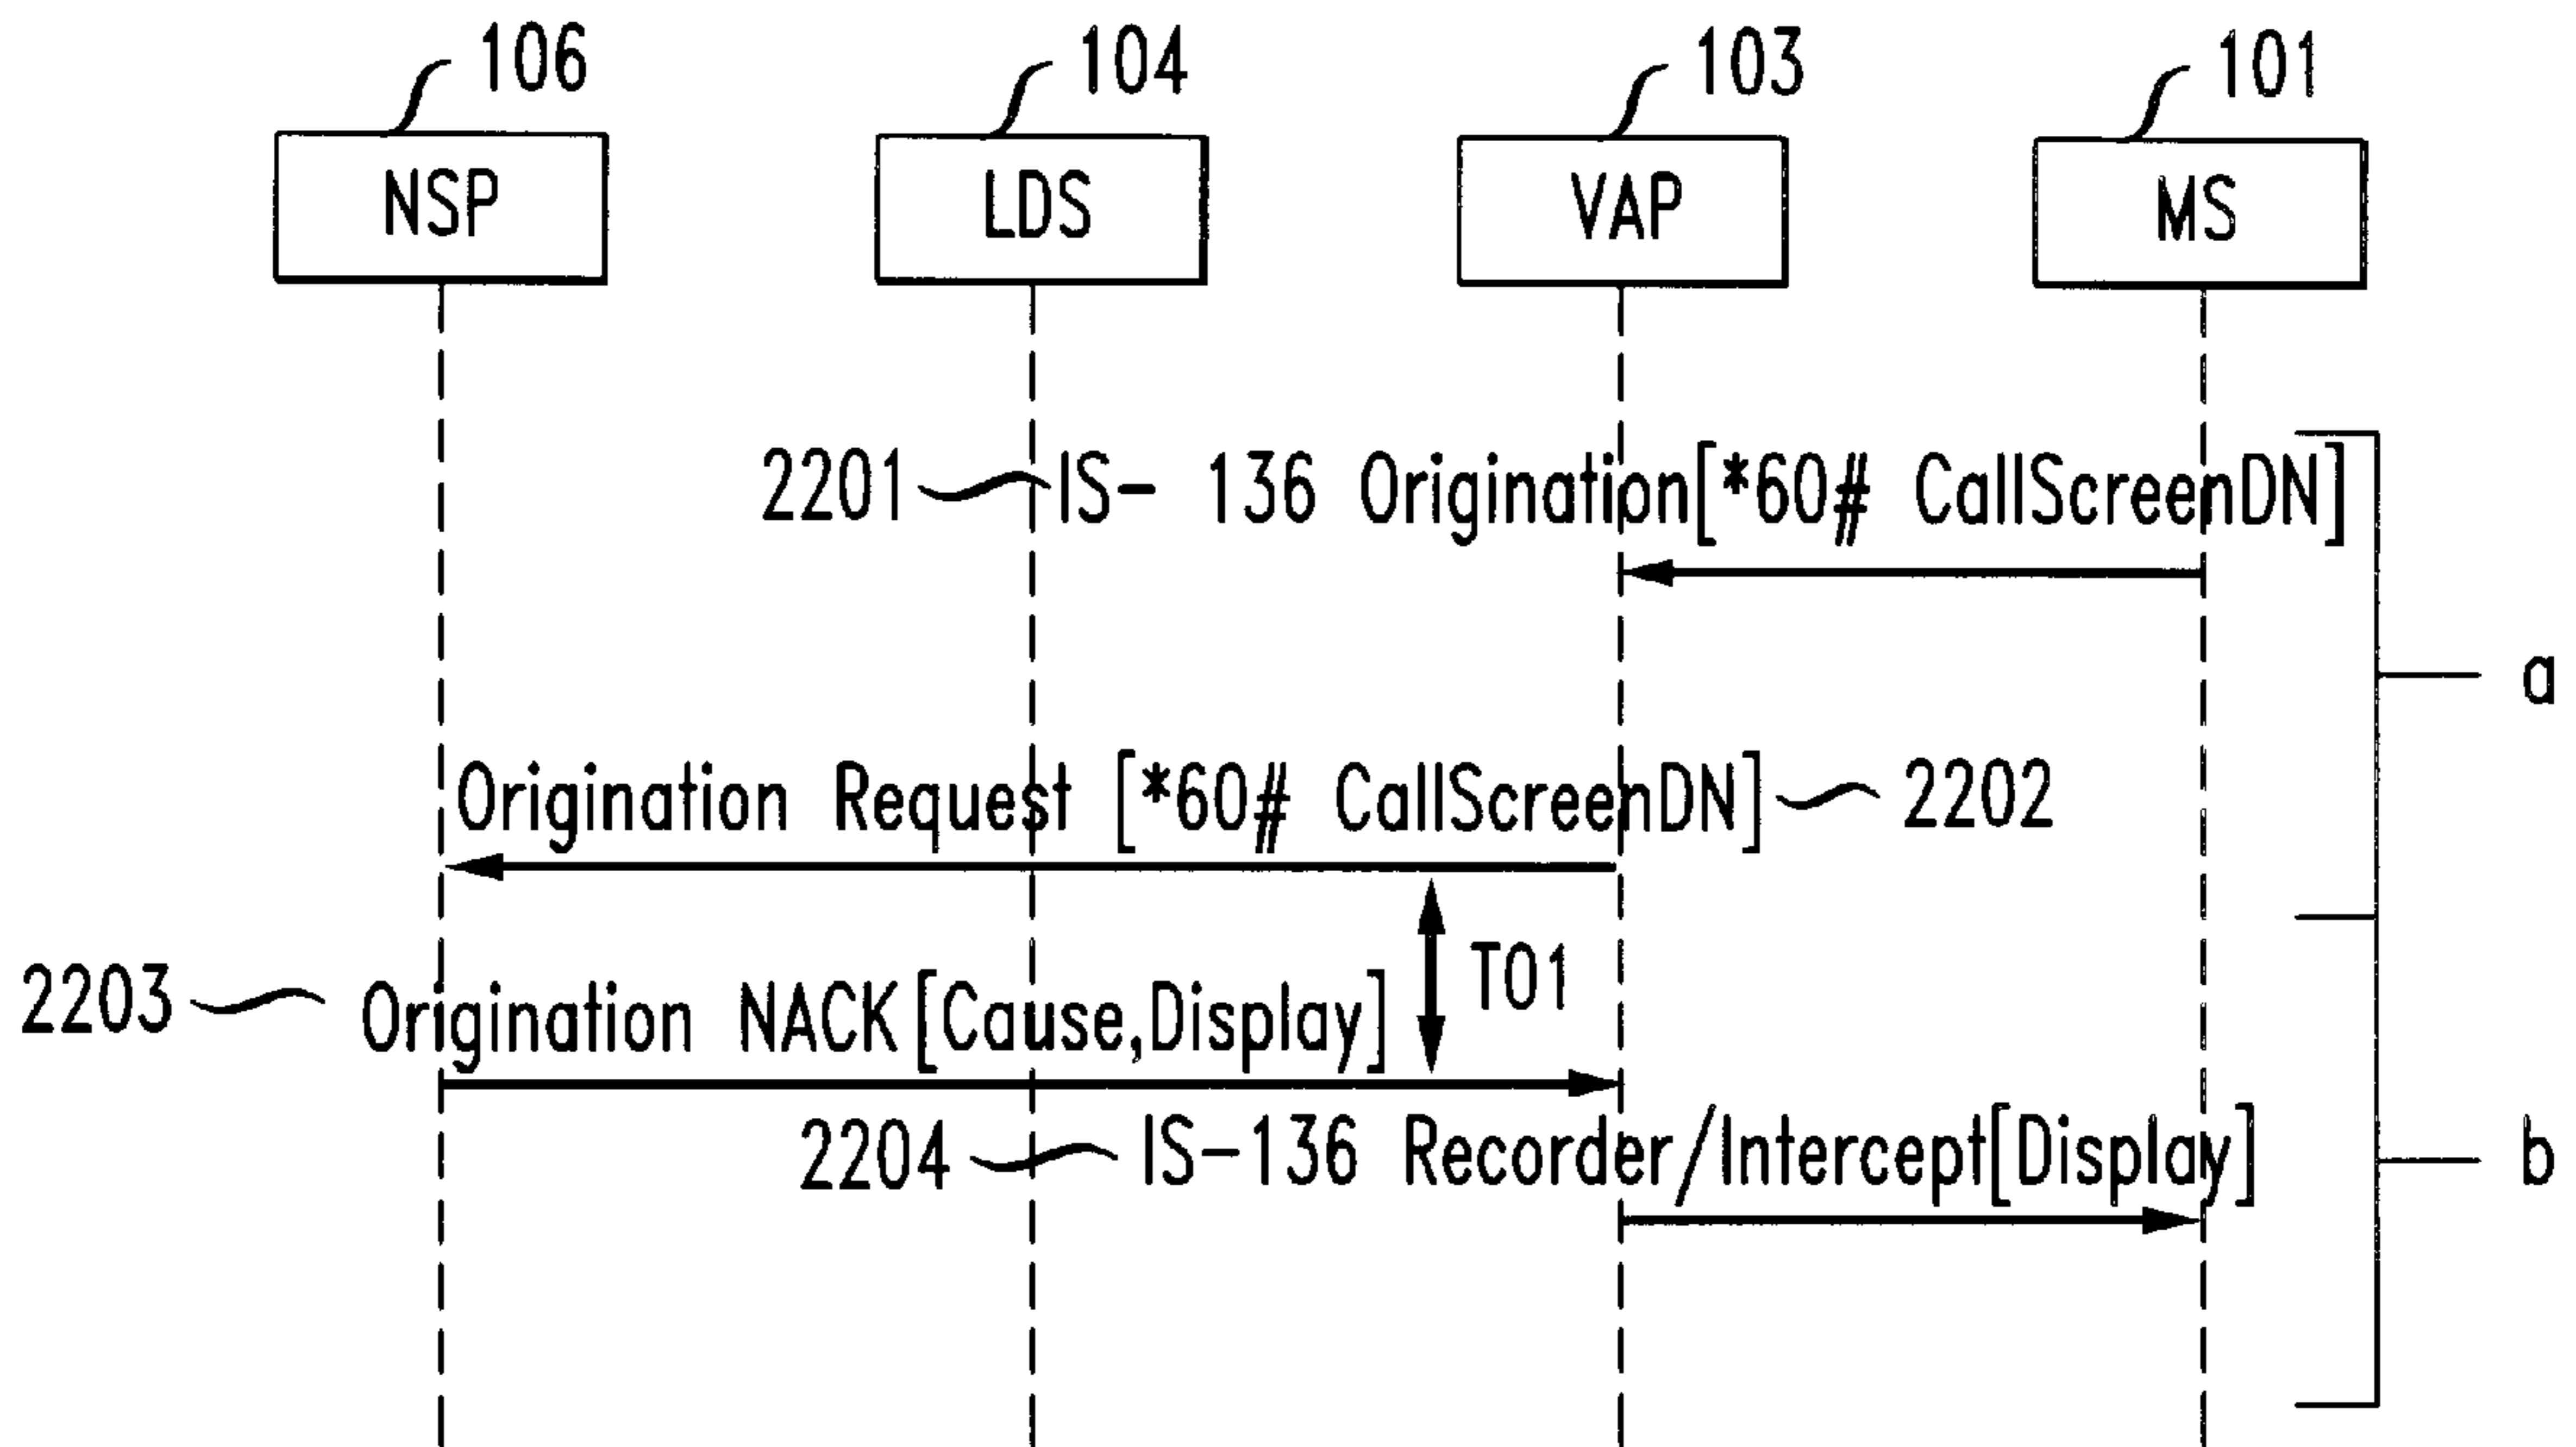 106 104 103 101
NSP LDS VAP MS
2201 IS- 136 Origination[*60# CallScreenDN]
a
Origination Request [*60# CallScreenDN] 2202
T01
2203 Origination NACK[Cause,Display]
2204 IS-136 Recorder/Intercept[Display]
b